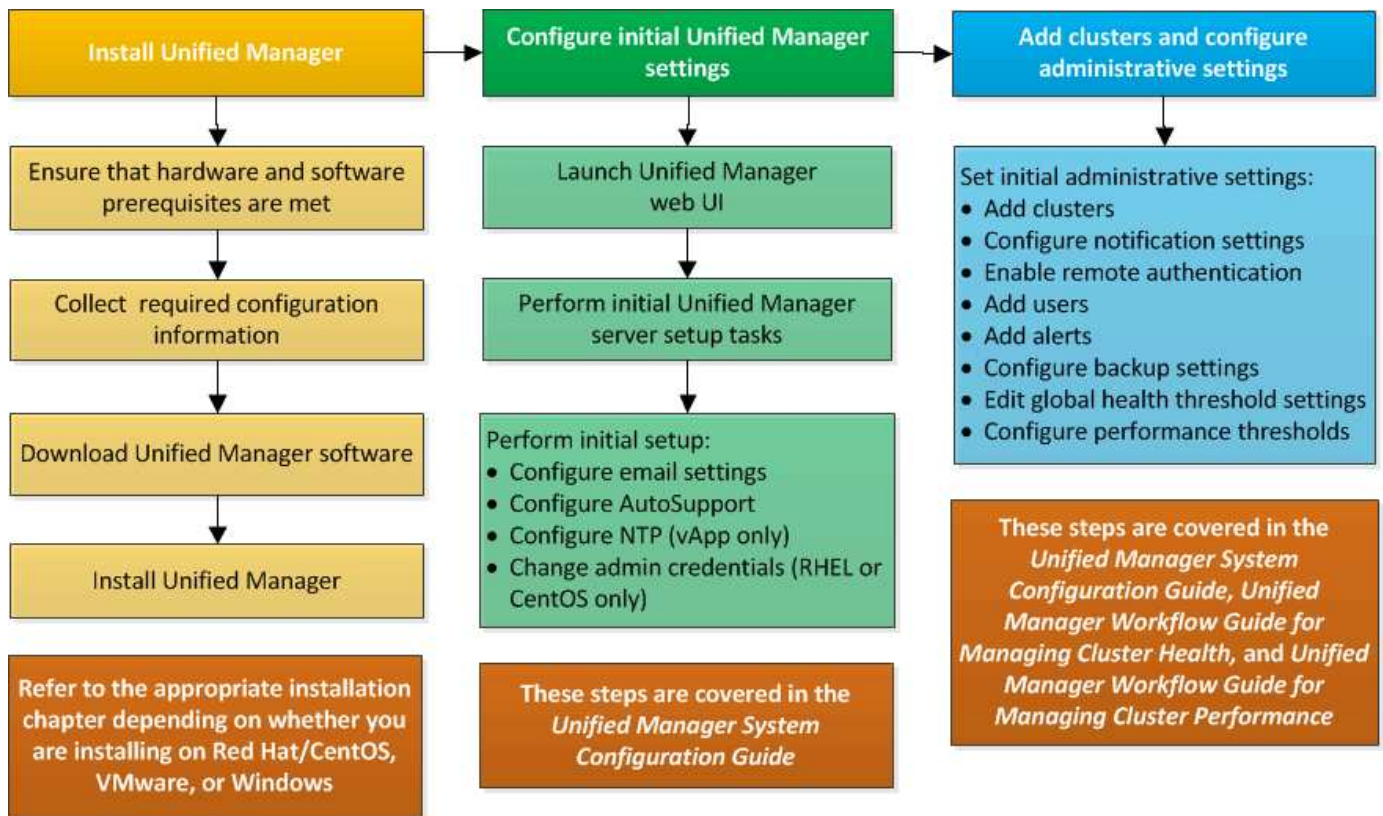 Install Unified Manager
Ensure that hardware and software
prerequisites are met
Collect required configuration
information
Download Unified Manager software
Install Unified Manager
Refer to the appropriate installation
chapter depending on whether you
are installing on Red Hat/CentOS,
VMware, or Windows
Configure initial Unified Manager
settings
Launch Unified Manager
web UI
Perform initial Unified Manager
server setup tasks
Perform initial setup:
• Configure email settings
• Configure AutoSupport
• Configure NTP (vApp only)
• Change admin credentials (RHEL or
CentOS only)
These steps are covered in the
Unified Manager System
Configuration Guide
Add clusters and configure
administrative settings
Set initial administrative settings:
• Add clusters
• Configure notification settings
• Enable remote authentication
• Add users
• Add alerts
• Configure backup settings
• Edit global health threshold settings
• Configure performance thresholds
These steps are covered in the
Unified Manager System
Configuration Guide, Unified
Manager Workflow Guide for
Managing Cluster Health, and Unified
Manager Workflow Guide for
Managing Cluster Performance